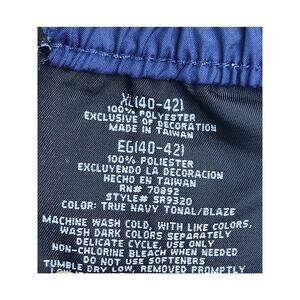 XL(40-42)
100% POLYESTER
EXCLUSIVE OF DECORATION
MADE IN TAIWAN
EG(40-42)
100% POLIESTER
EXCLUYENDO LA DECORACION
HECHO EN TAIWAN
RN# 70892
STYLE# SR9320
COLOR: TRUE NAVY TONAL/BLAZE
MACHINE WASH COLD, WITH LIKE COLORS,
WASH DARK COLORS SEPARATELY
DELICATE CYCLE, USE ONLY
NON-CHLORINE BLEACH WHEN NEEDED
DO NOT USE SOFTENERS
TUMBLE DRY LOW, REMOVE PROMPTLY